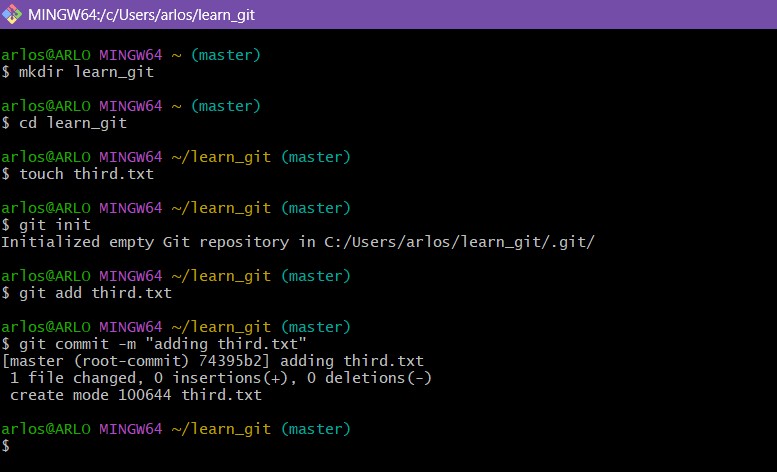 MINGW64:/c/Users/arlos/learn_git
arlos@ARLO MINGW64 ~ (master)
$ mkdir learn_git
arlos@ARLO MINGW64 ~ (master)
$ cd learn_git
arlos@ARLO MINGW64 ~/learn_git (master)
$ touch third.txt
arlos@ARLO MINGW64 ~/learn_git (master)
$ git init
Initialized empty Git repository in C:/Users/arlos/learn_git/.git/
arlos@ARLO MINGW64 ~/learn_git (master)
$ git add third.txt
arlos@ARLO MINGW64 ~/learn_git (master)
$ git commit -m "adding third.txt"
[master (root-commit) 74395b2] adding third.txt
 1 file changed, 0 insertions(+), 0 deletions(-)
 create mode 100644 third.txt
arlos@ARLO MINGW64 ~/learn_git (master)
$